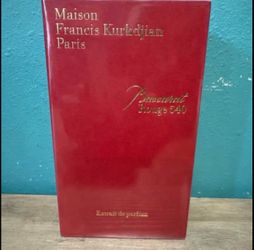 Maison
Francis Kurkdjian
Paris
Baccarat
Rouge 540
Extrait de parfum